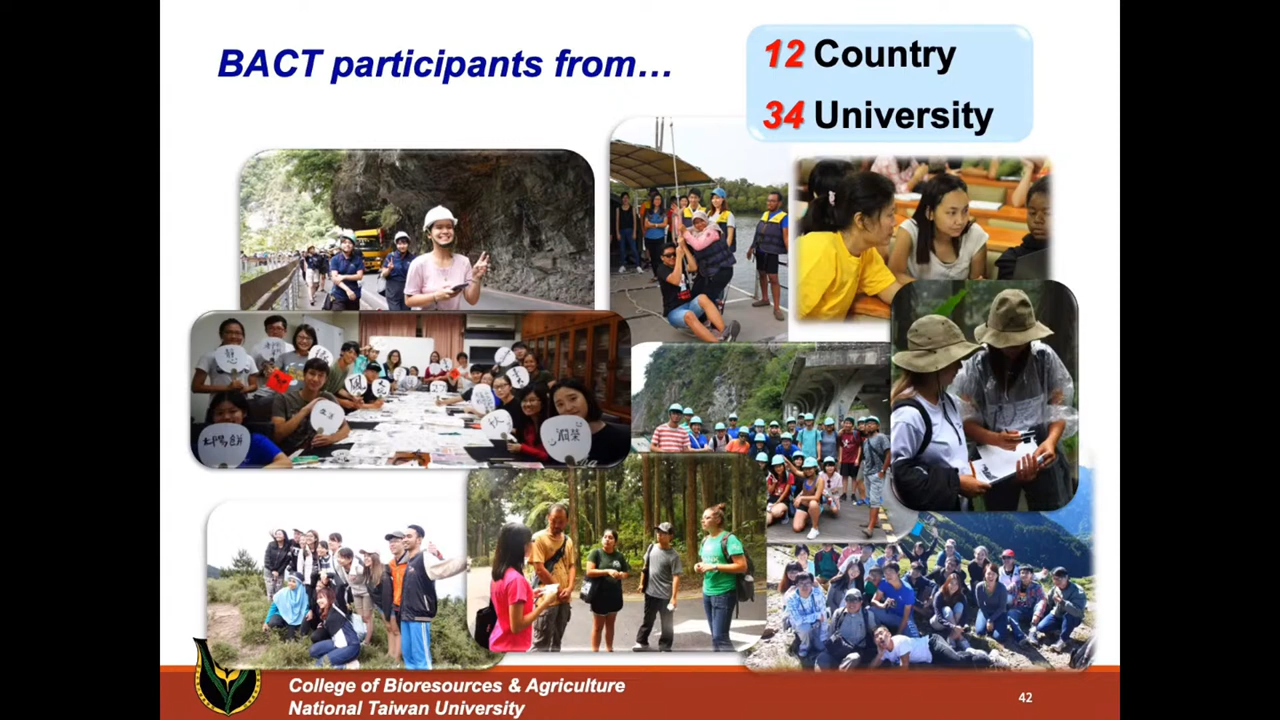 BACT participants from...
12 Country
34 University
College of Bioresources & Agriculture
National Taiwan University
42